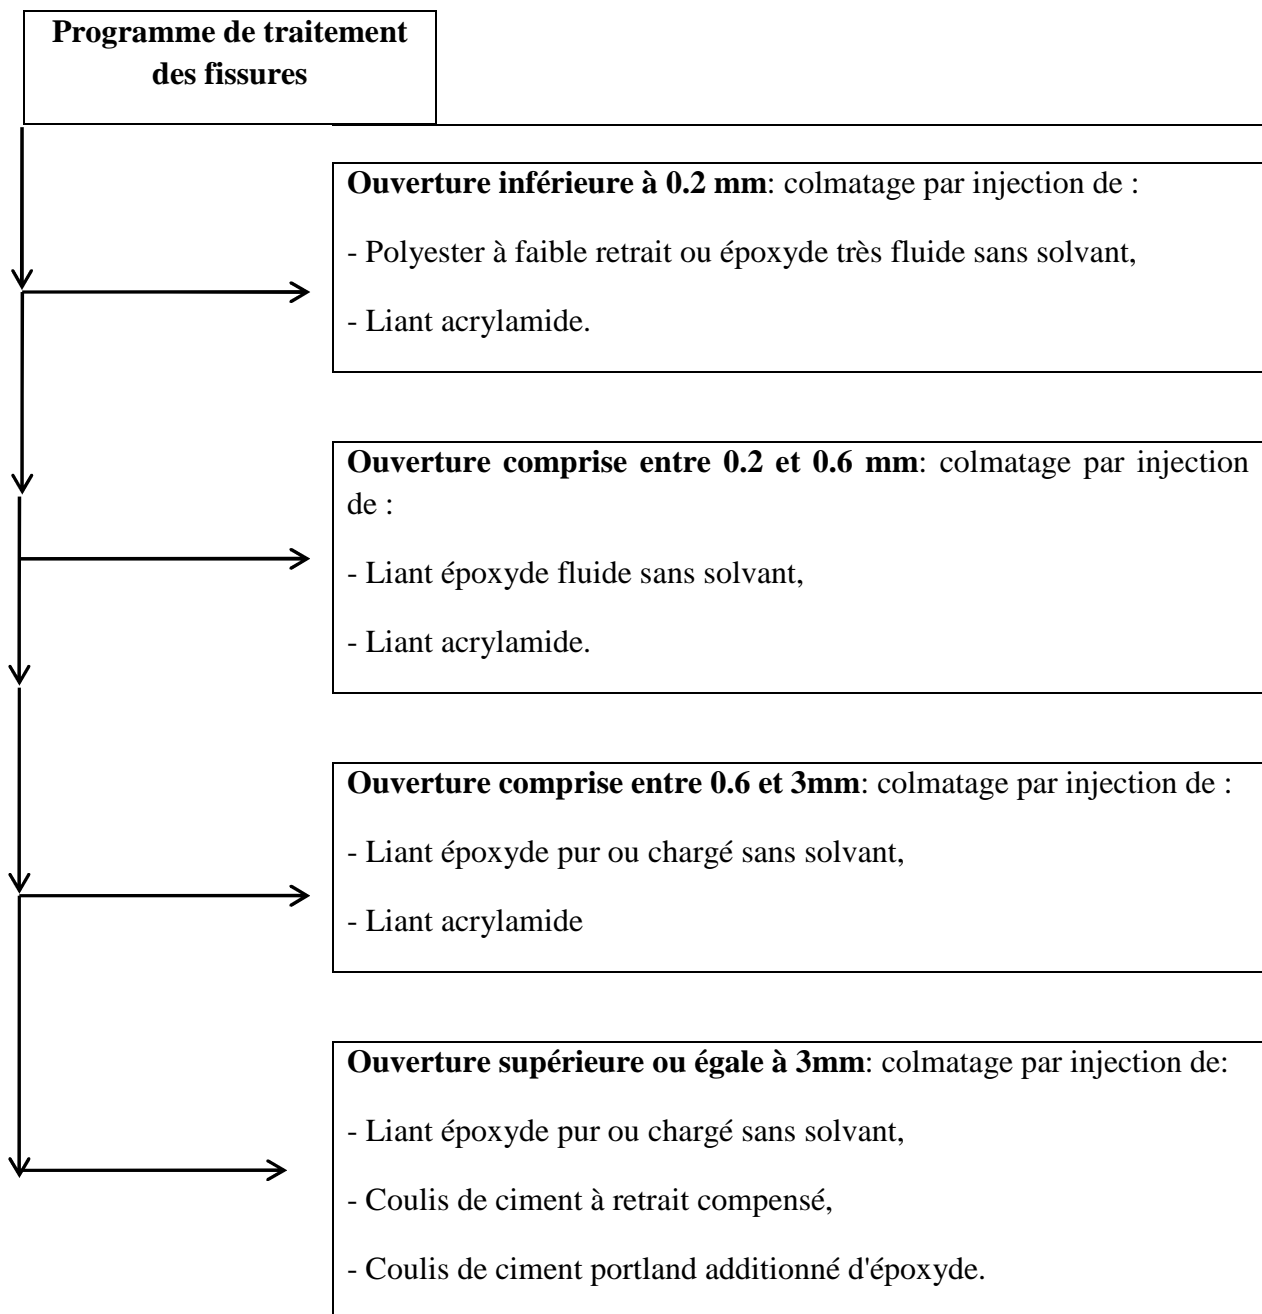 Programme de traitement
des fissures
Ouverture inférieure à 0.2 mm: colmatage par injection de :
- Polyester à faible retrait ou époxyde très fluide sans solvant,
- Liant acrylamide.
Ouverture comprise entre 0.2 et 0.6 mm: colmatage par injection
de :
- Liant époxyde fluide sans solvant,
- Liant acrylamide.
Ouverture comprise entre 0.6 et 3mm: colmatage par injection de :
- Liant époxyde pur ou chargé sans solvant,
- Liant acrylamide
Ouverture supérieure ou égale à 3mm: colmatage par injection de:
- Liant époxyde pur ou chargé sans solvant,
- Coulis de ciment à retrait compensé,
- Coulis de ciment portland additionné d'époxyde.